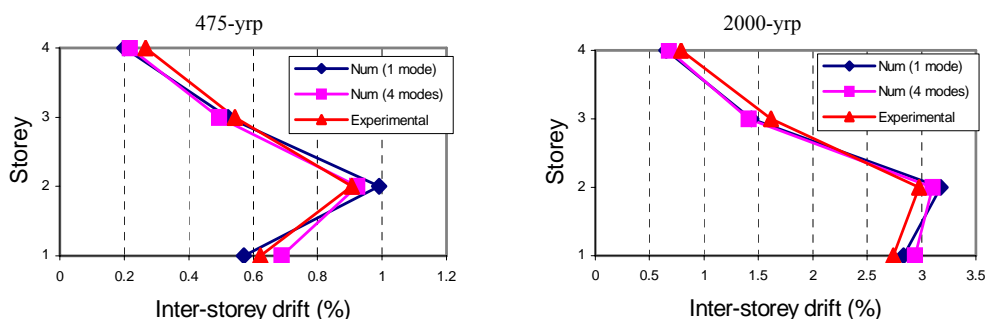 475-yrp
4
3
2
1
Storey
Num (1 mode)
Num (4 modes)
Experimental
0
0.2
0.4
0.6
0.8
1
1.2
Inter-storey drift (%)
2000-yrp
4
3
2
1
Storey
Num (1 mode)
Num (4 modes)
Experimental
0
0.5
1
1.5
2
2.5
3
3.5
Inter-storey drift (%)